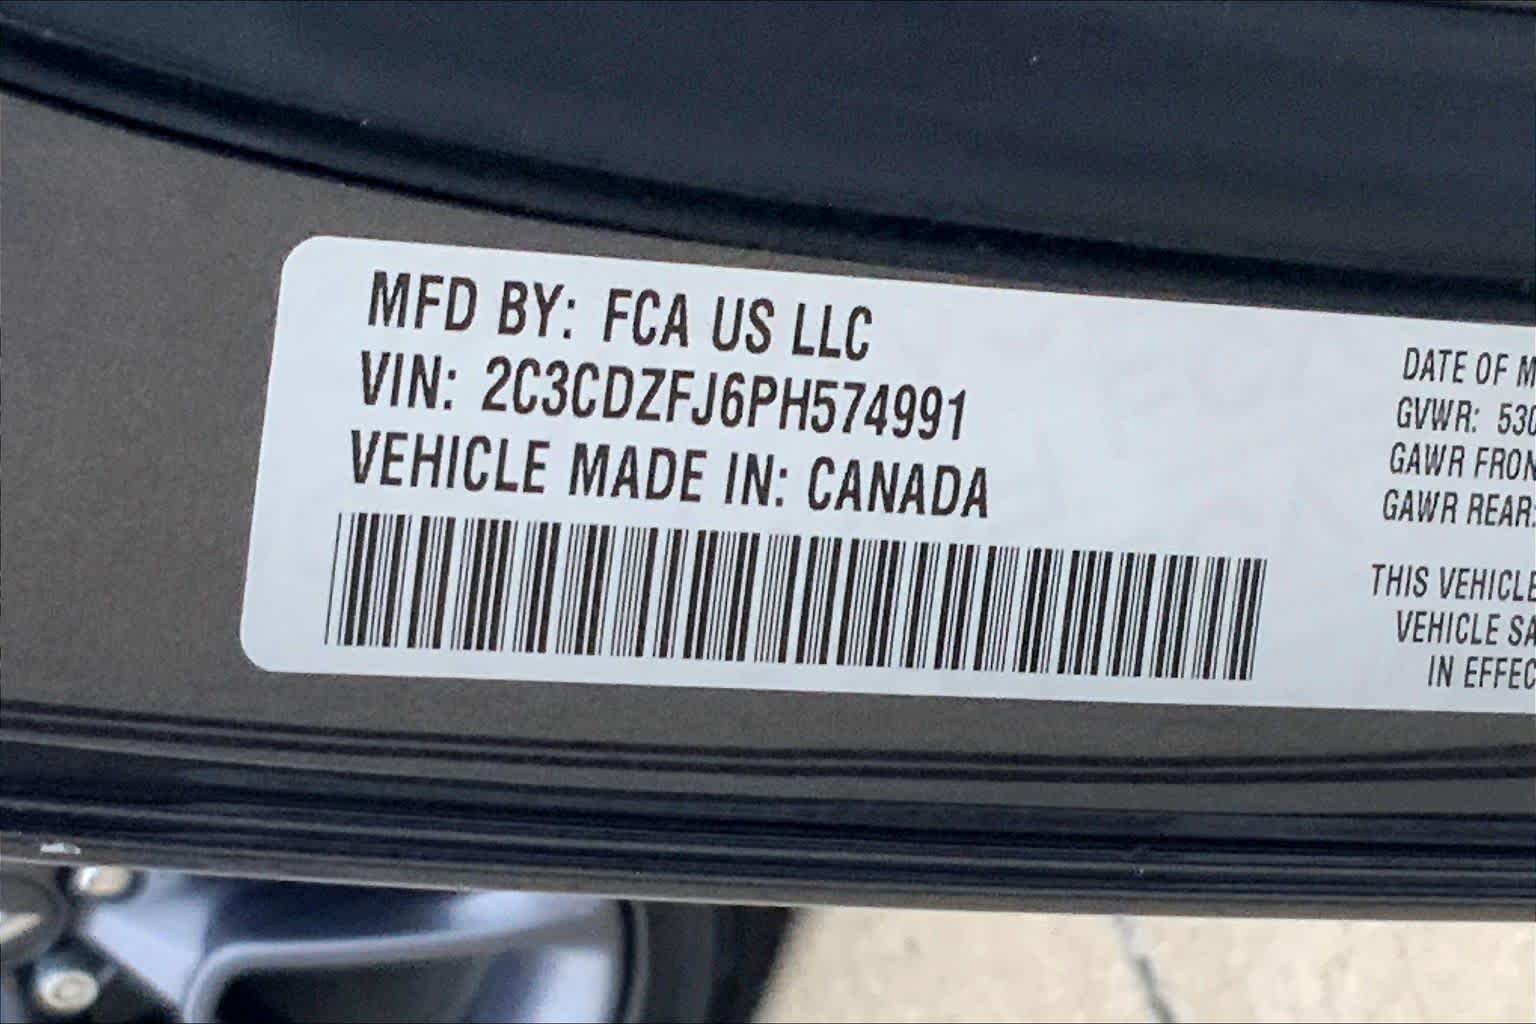 MFD BY: FCA US LLC
VIN: 2C3CDZFJ6PH574991
VEHICLE MADE IN: CANADA
DATE OF M
GVWR: 530
GAWR FRON
GAWR REAR:
THIS VEHICLE
VEHICLE SA
IN EFFEC